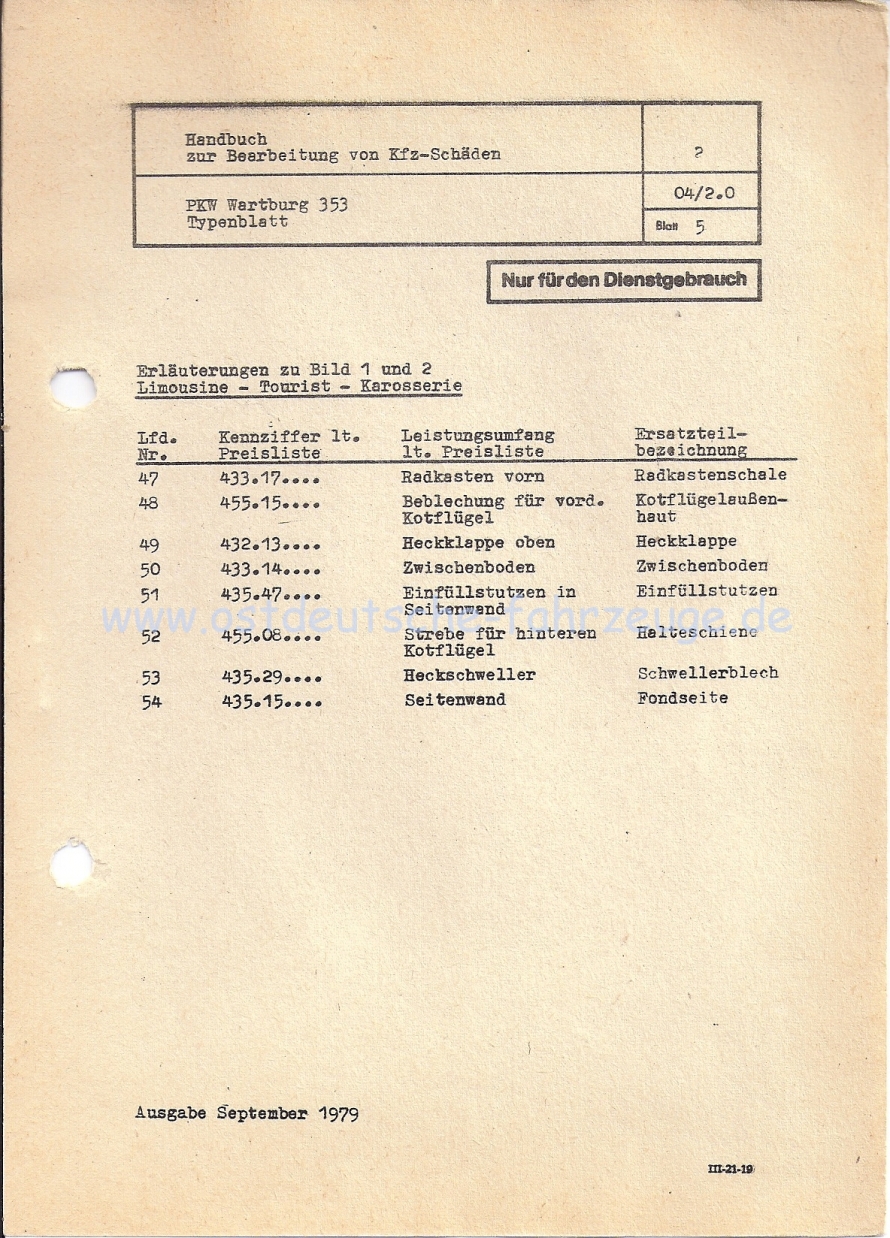 Handbuch
zur Bearbeitung von Kfz-Schäden
2
PKW Wartburg 353
Typenblatt
04/2.0
Blatt 5
Nur für den Dienstgebrauch
Erläuterungen zu Bild 1 und 2
Limousine - Tourist - Karosserie
Lfd. Kennziffer lt. Leistungsumfang Ersatzteil-
Nr. Preisliste lt. Preisliste bezeichnung
47 433.17.... Radkasten vorn Radkastenschale
48 455.15.... Beblechung für vord. Kotflügelaußen-
Kotflügel haut
49 432.13.... Heckklappe oben Heckklappe
50 433.14.... Zwischenboden Zwischenboden
51 435.47.... Einfüllstutzen in Einfüllstutzen
Seitenwand
www.ostdeutsche-fahrzeuge.de
52 455.08.... Strebe für hinteren Halteschiene
Kotflügel
53 435.29.... Heckschweller Schwellerblech
54 435.15.... Seitenwand Fondseite
Ausgabe September 1979
III-21-19